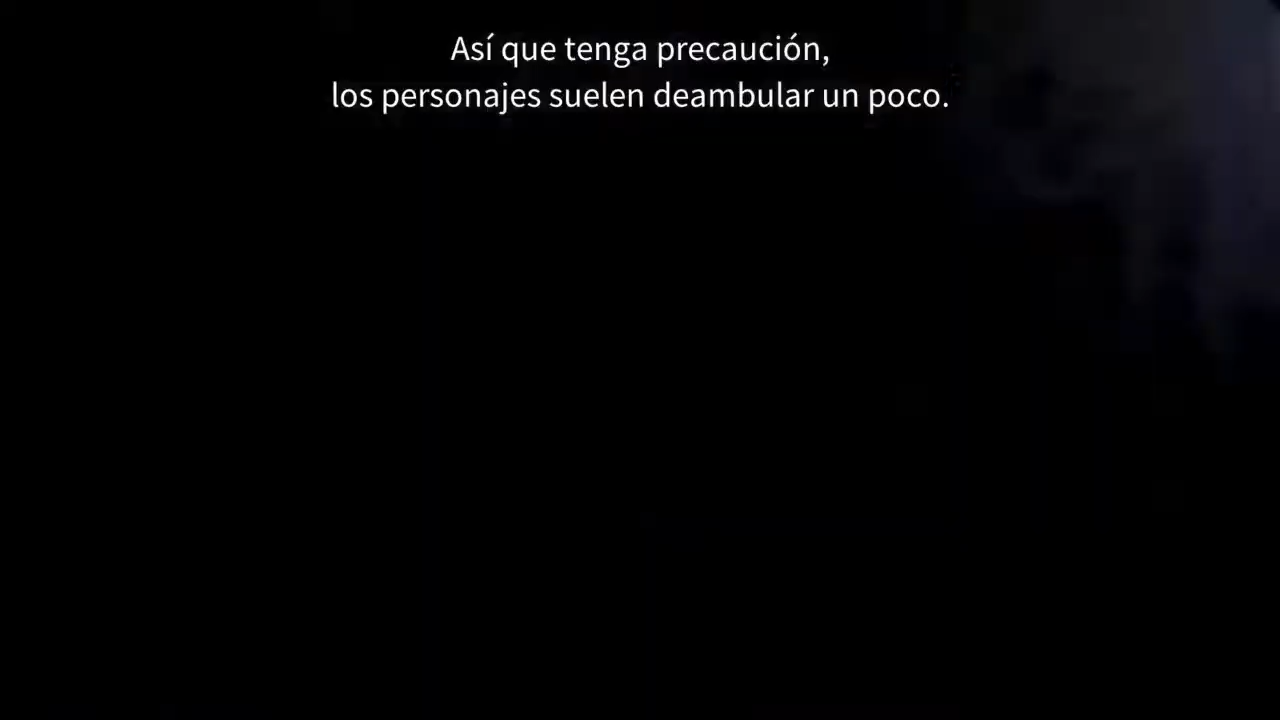 Así que tenga precaución,
los personajes suelen deambular un poco.